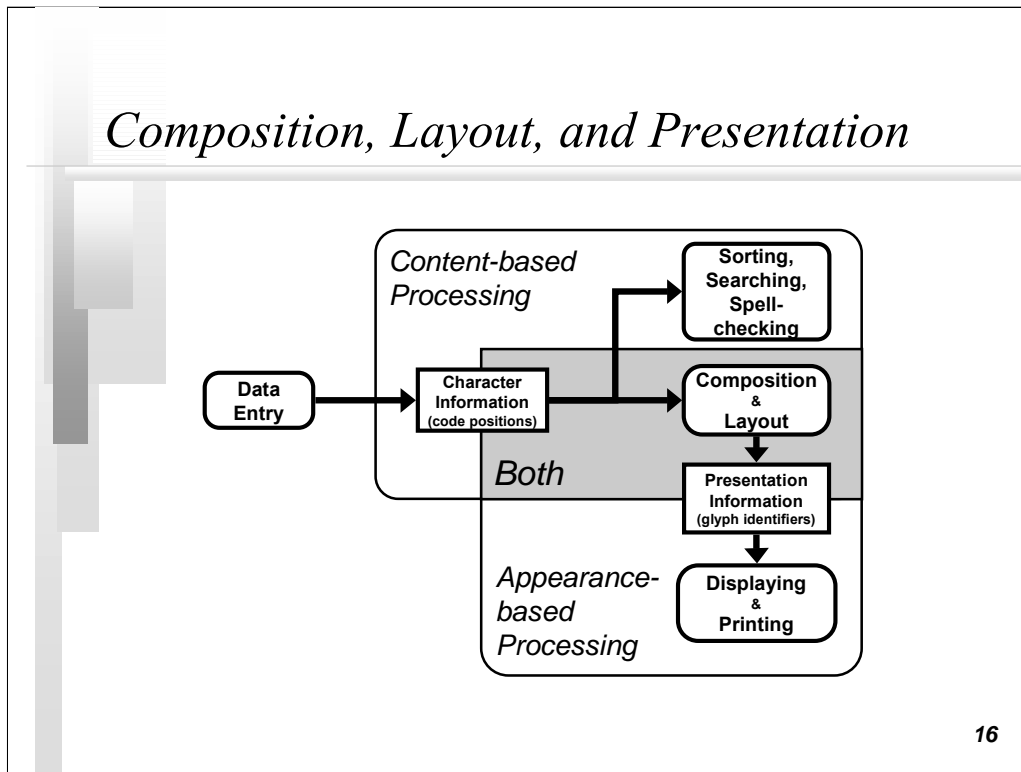 Composition, Layout, and Presentation
Content-based
Processing
Sorting,
Searching,
Spell-
checking
Data
Entry
Character
Information
(code positions)
Composition
&
Layout
Both
Presentation
Information
(glyph identifiers)
Appearance-
based
Processing
Displaying
&
Printing
16